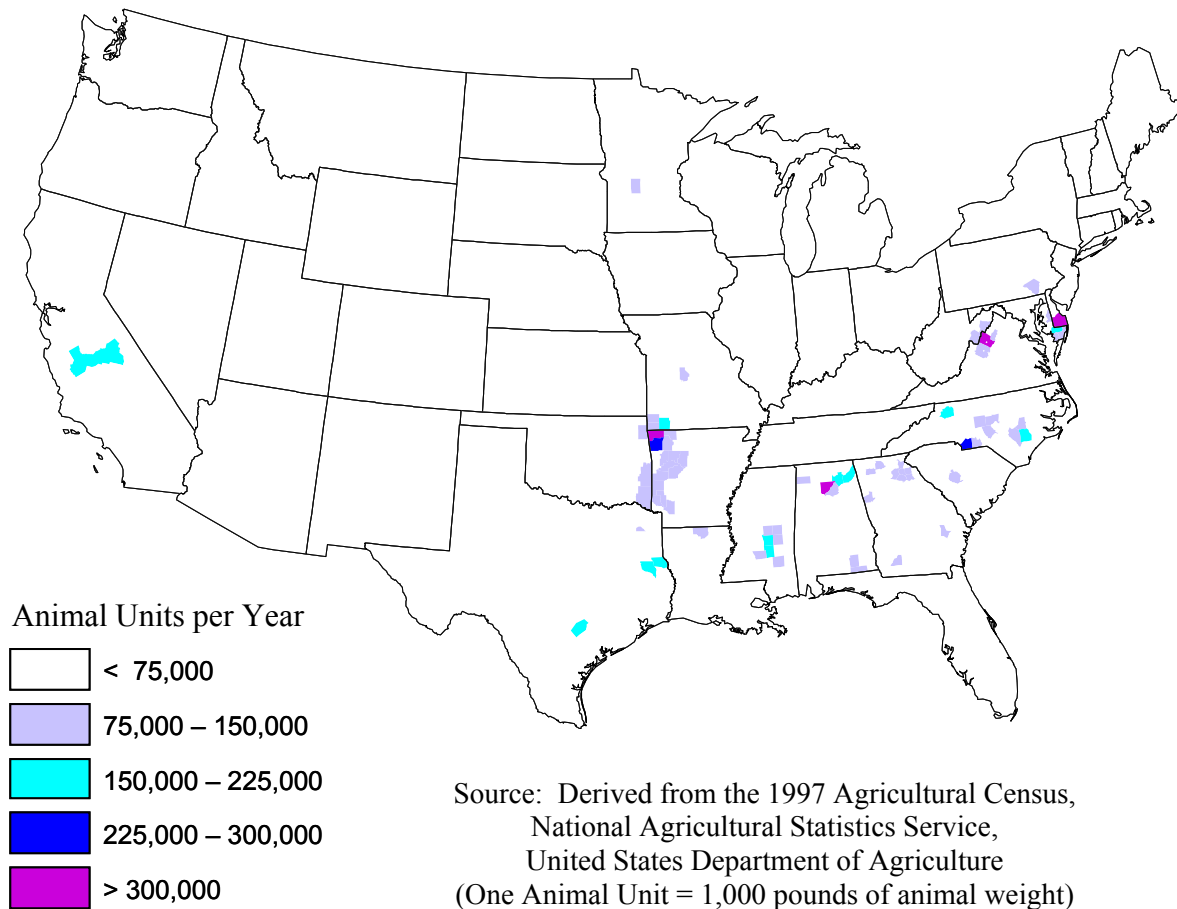 Animal Units per Year
< 75,000
75,000 – 150,000
150,000 – 225,000
225,000 – 300,000
> 300,000
Source: Derived from the 1997 Agricultural Census,
National Agricultural Statistics Service,
United States Department of Agriculture
(One Animal Unit = 1,000 pounds of animal weight)